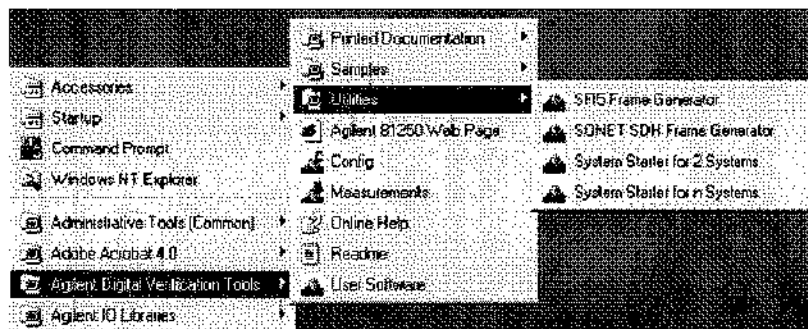 Accessories
Startup
Command Prompt
Windows NT Explorer
Administrative Tools (Common)
Adobe Acrobat 4.0
Agilent Digital Verification Tools
Agilent IO Libraries
Printed Documentation
Samples
Utilities
Agilent 81250 Web Page
Config
Measurements
Online Help
Readme
User Software
SFI5 Frame Generator
SONET SDH Frame Generator
System Starter for 2 Systems
System Starter for n Systems